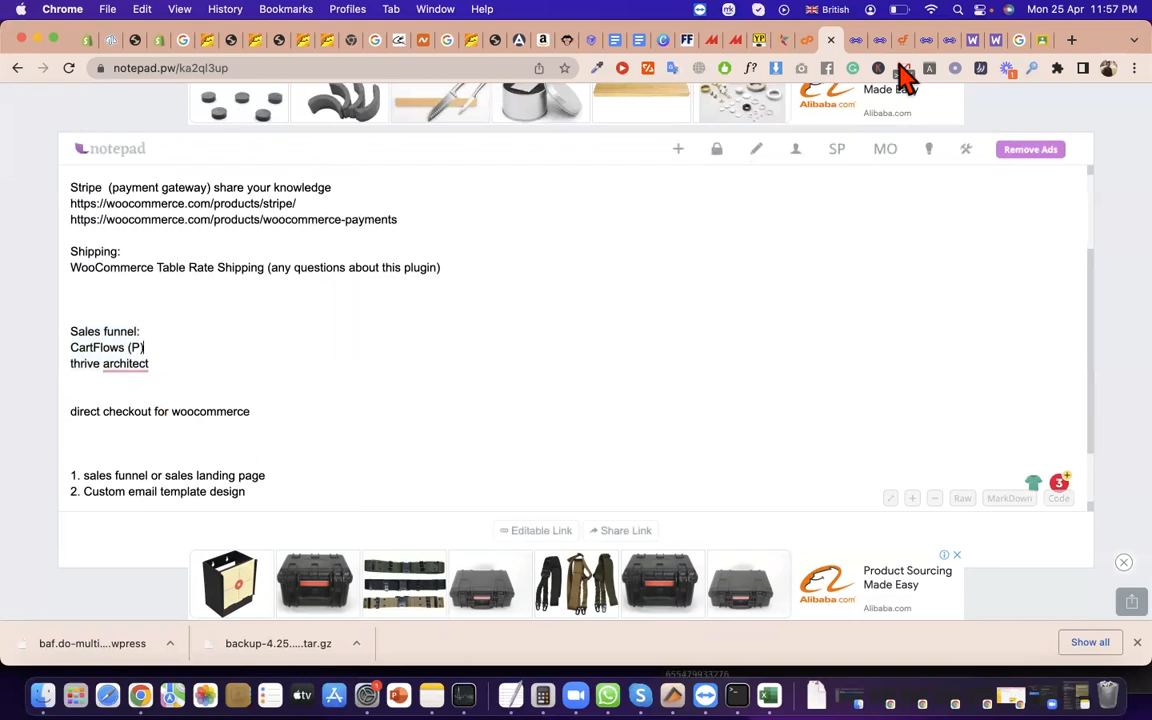 Chrome File Edit View History Bookmarks Profiles Tab Window Help
British Mon 25 Apr 11:57 PM
notepad.pw/ka2ql3up
Made Easy
Alibaba.com
notepad SP MO Remove Ads
Stripe (payment gateway) share your knowledge
https://woocommerce.com/products/stripe/
https://woocommerce.com/products/woocommerce-payments
Shipping:
WooCommerce Table Rate Shipping (any questions about this plugin)
Sales funnel:
CartFlows (P)
thrive architect
direct checkout for woocommerce
1. sales funnel or sales landing page
2. Custom email template design
3
Raw MarkDown Code
Editable Link Share Link
Alibaba.com
Product Sourcing
Made Easy
Alibaba.com
baf.do-multi....wpress backup-4.25.....tar.gz Show all
655479933276